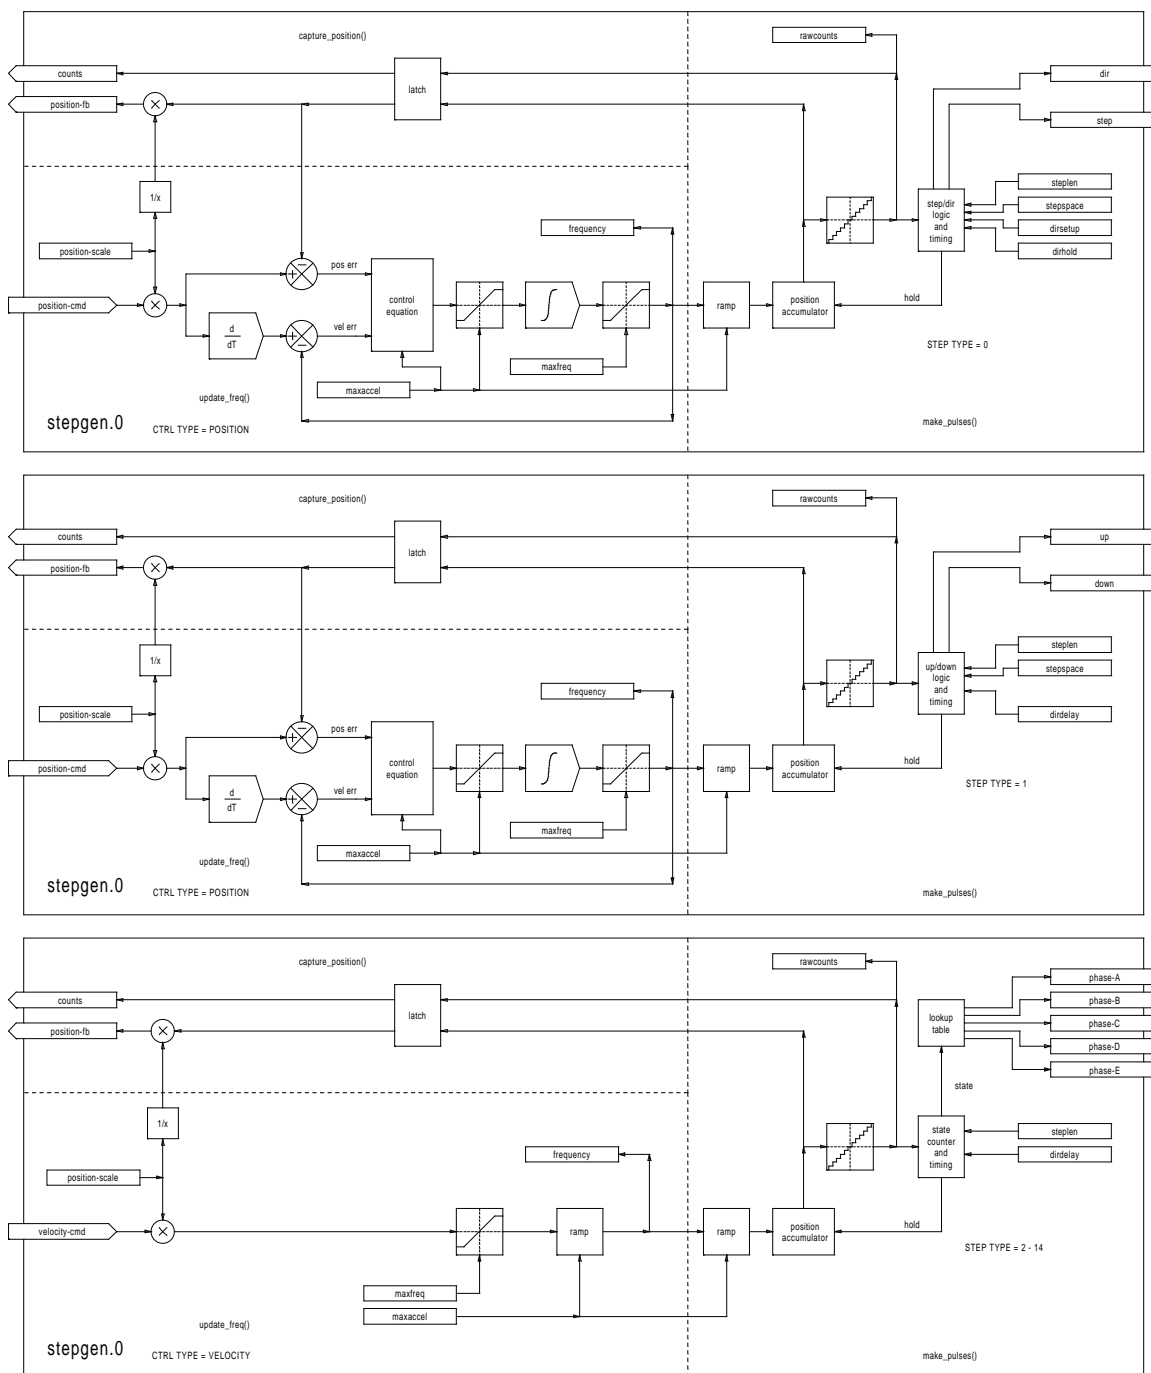 capture_position()
rawcounts
counts
latch
dir
position-fb
step
1/x
steplen
step/dir
logic
and
timing
stepspace
frequency
dirsetup
position-scale
dirhold
pos err
position-cmd
control
equation
ramp
position
accumulator
hold
d
dT
vel err
STEP TYPE = 0
maxfreq
maxaccel
update_freq()
stepgen.0
CTRL TYPE = POSITION
make_pulses()
capture_position()
rawcounts
counts
latch
up
position-fb
down
1/x
steplen
up/down
logic
and
timing
stepspace
frequency
position-scale
dirdelay
pos err
position-cmd
control
equation
ramp
position
accumulator
hold
d
dT
vel err
STEP TYPE = 1
maxfreq
maxaccel
update_freq()
stepgen.0
CTRL TYPE = POSITION
make_pulses()
capture_position()
rawcounts
phase-A
counts
phase-B
latch
lookup
table
phase-C
position-fb
phase-D
phase-E
state
1/x
state
counter
and
timing
steplen
frequency
dirdelay
position-scale
velocity-cmd
ramp
ramp
position
accumulator
hold
STEP TYPE = 2 - 14
maxfreq
maxaccel
update_freq()
stepgen.0
CTRL TYPE = VELOCITY
make_pulses()